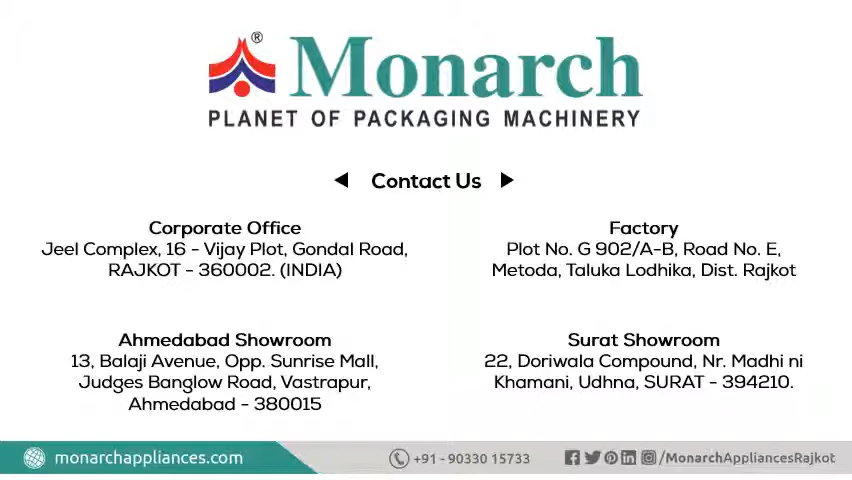 ®
Monarch
PLANET OF PACKAGING MACHINERY
Contact Us
Corporate Office
Jeel Complex, 16 - Vijay Plot, Gondal Road,
RAJKOT - 360002. (INDIA)
Factory
Plot No. G 902/A-B, Road No. E,
Metoda, Taluka Lodhika, Dist. Rajkot
Ahmedabad Showroom
13, Balaji Avenue, Opp. Sunrise Mall,
Judges Banglow Road, Vastrapur,
Ahmedabad - 380015
Surat Showroom
22, Doriwala Compound, Nr. Madhi ni
Khamani, Udhna, SURAT - 394210.
monarchappliances.com
+91 - 90330 15733
/MonarchAppliancesRajkot